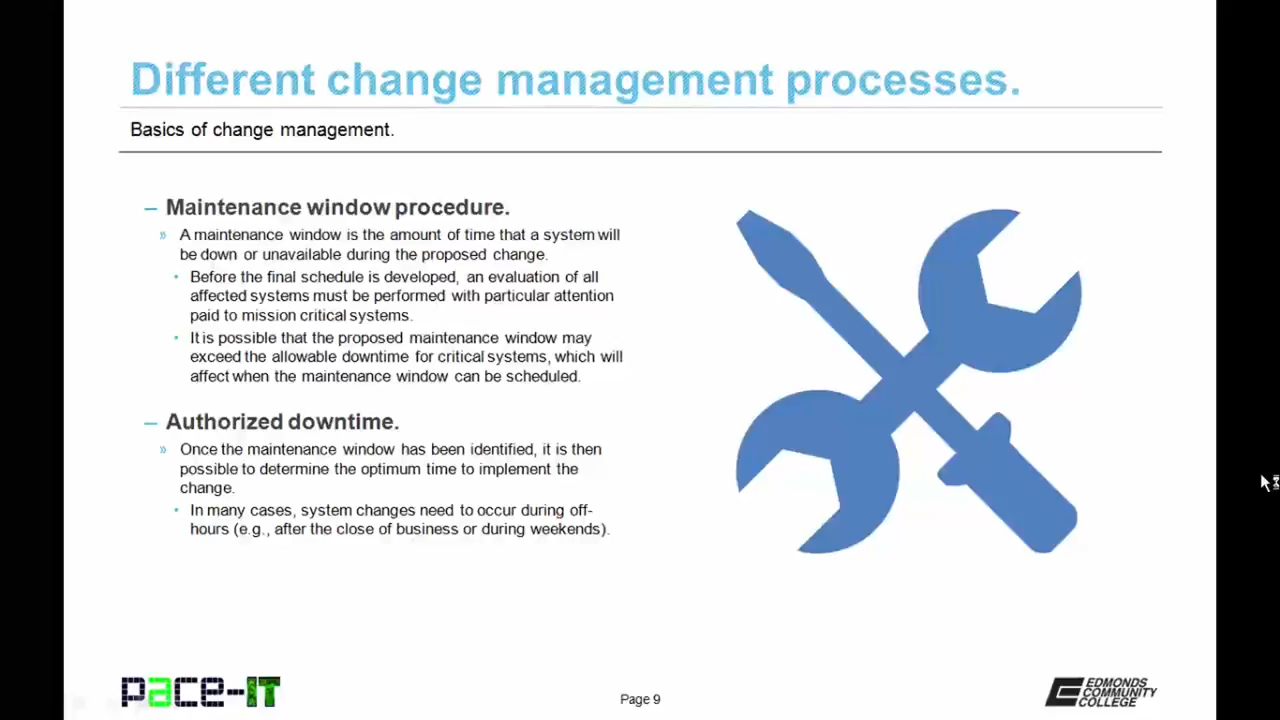 Different change management processes.
Basics of change management.
– Maintenance window procedure.
» A maintenance window is the amount of time that a system will
be down or unavailable during the proposed change.
• Before the final schedule is developed, an evaluation of all
affected systems must be performed with particular attention
paid to mission critical systems.
• It is possible that the proposed maintenance window may
exceed the allowable downtime for critical systems, which will
affect when the maintenance window can be scheduled.
– Authorized downtime.
» Once the maintenance window has been identified, it is then
possible to determine the optimum time to implement the
change.
• In many cases, system changes need to occur during off-
hours (e.g., after the close of business or during weekends).
pace-IT
Page 9
EDMONDS
COMMUNITY
COLLEGE